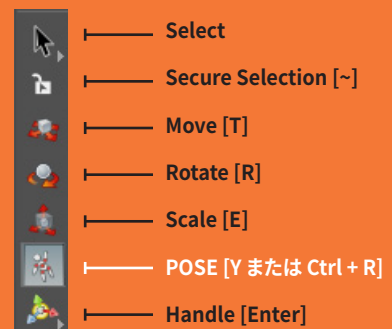 Select
Secure Selection [~]
Move [T]
Rotate [R]
Scale [E]
POSE [Y または Ctrl + R]
Handle [Enter]